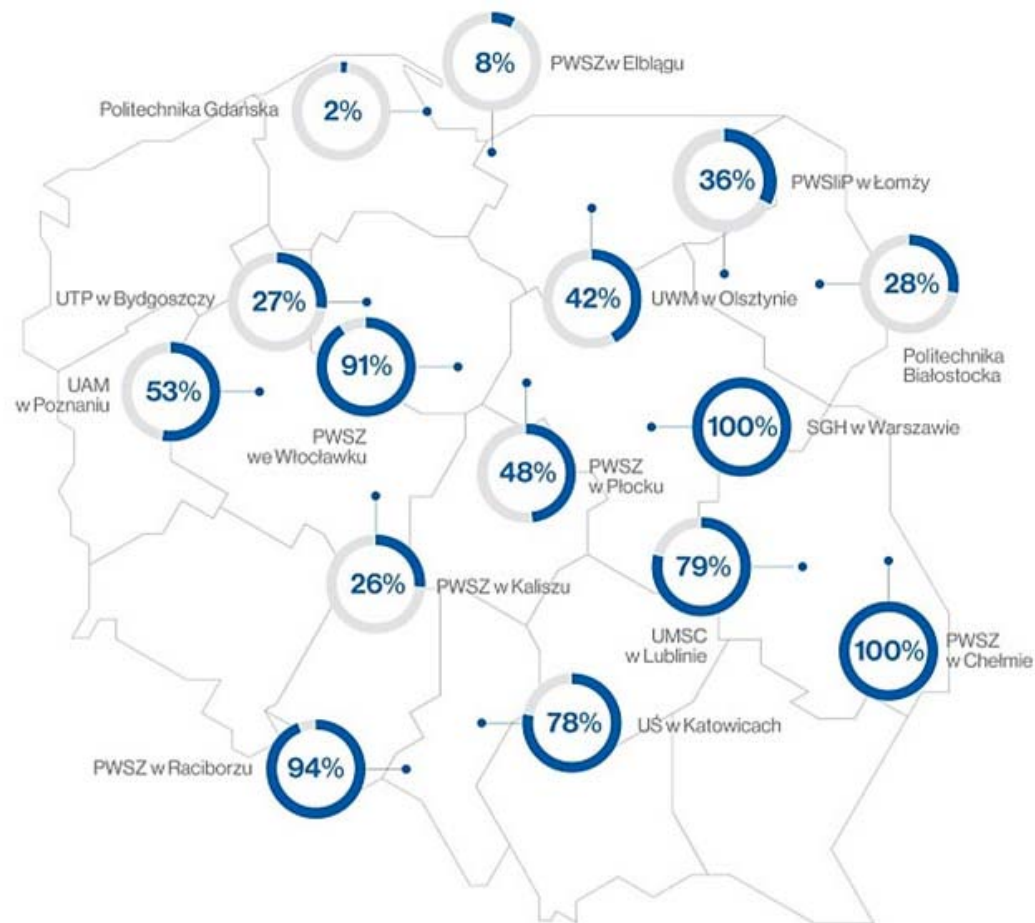 8%
PWSZ w Elblągu
Politechnika Gdańska
2%
36%
PWSIiP w Łomży
UTP w Bydgoszczy
27%
42%
UWM w Olsztynie
28%
Politechnika
Białostocka
UAM
w Poznaniu
53%
91%
PWSZ
we Włocławku
100%
SGH w Warszawie
48%
PWSZ
w Płocku
26%
PWSZ w Kaliszu
79%
UMSC
w Lublinie
100%
PWSZ
w Chełmie
78%
UŚ w Katowicach
PWSZ w Raciborzu
94%